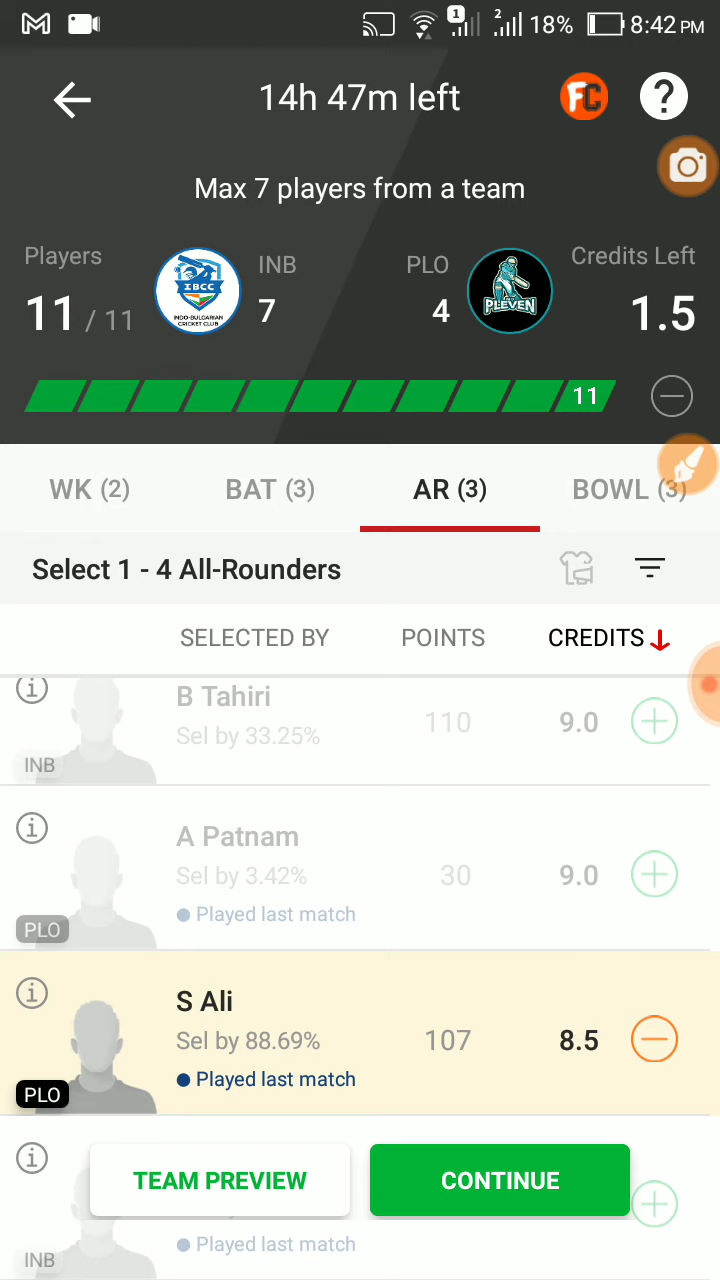 1 2 18% 8:42 PM
14h 47m left
FC ?
Max 7 players from a team
Players INB PLO Credits Left
11 / 11 7 4 1.5
IBCC
INDO-BULGARIAN
CRICKET CLUB
PLEVEN
11
WK (2) BAT (3) AR (3) BOWL (3)
Select 1 - 4 All-Rounders
SELECTED BY POINTS CREDITS
B Tahiri
Sel by 33.25% 110 9.0
INB
A Patnam
Sel by 3.42% 30 9.0
Played last match
PLO
S Ali
Sel by 88.69% 107 8.5
Played last match
PLO
TEAM PREVIEW CONTINUE
Played last match
INB